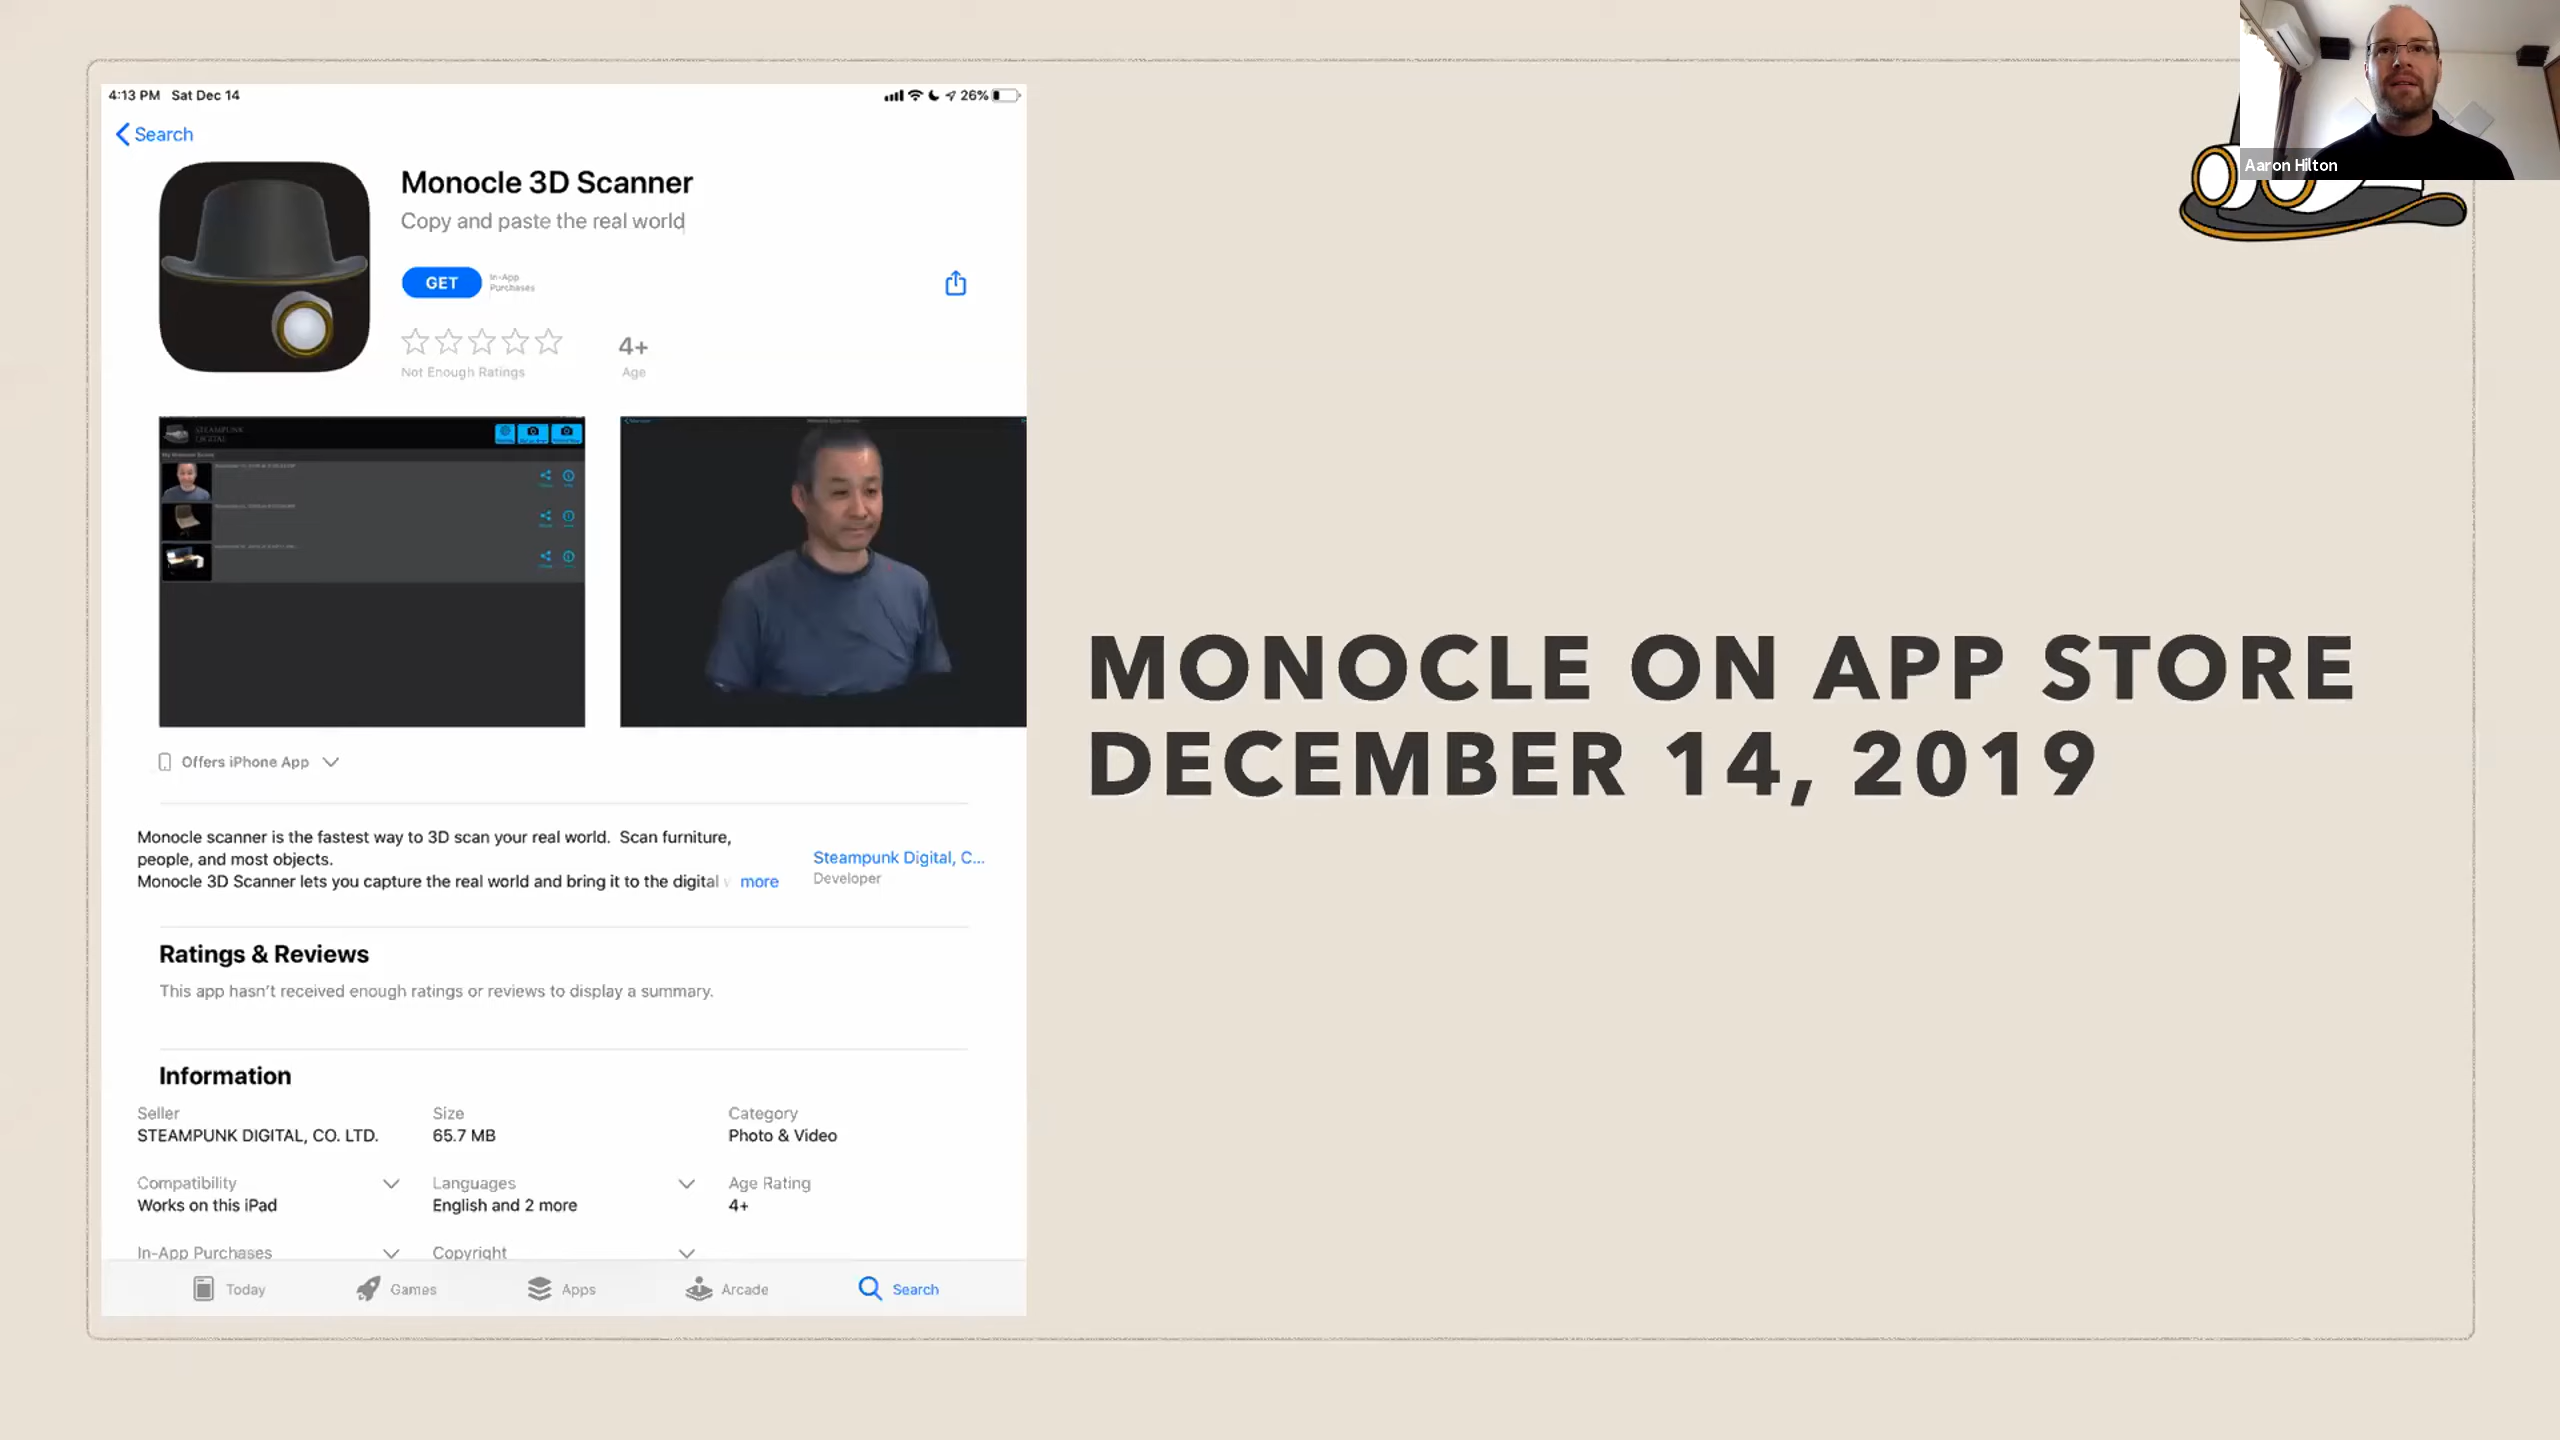 4:13 PM Sat Dec 14
26%
Search
Monocle 3D Scanner
Copy and paste the real world
GET
In-App
Purchases
Not Enough Ratings
4+
Age
STEAMPUNK
DIGITAL
Offers iPhone App
Monocle scanner is the fastest way to 3D scan your real world. Scan furniture,
people, and most objects.
Monocle 3D Scanner lets you capture the real world and bring it to the digital
more
Steampunk Digital, C...
Developer
Ratings & Reviews
This app hasn't received enough ratings or reviews to display a summary.
Information
Seller
STEAMPUNK DIGITAL, CO. LTD.
Size
65.7 MB
Category
Photo & Video
Compatibility
Works on this iPad
Languages
English and 2 more
Age Rating
4+
In-App Purchases
Copyright
Today
Games
Apps
Arcade
Search
MONOCLE ON APP STORE
DECEMBER 14, 2019
Aaron Hilton